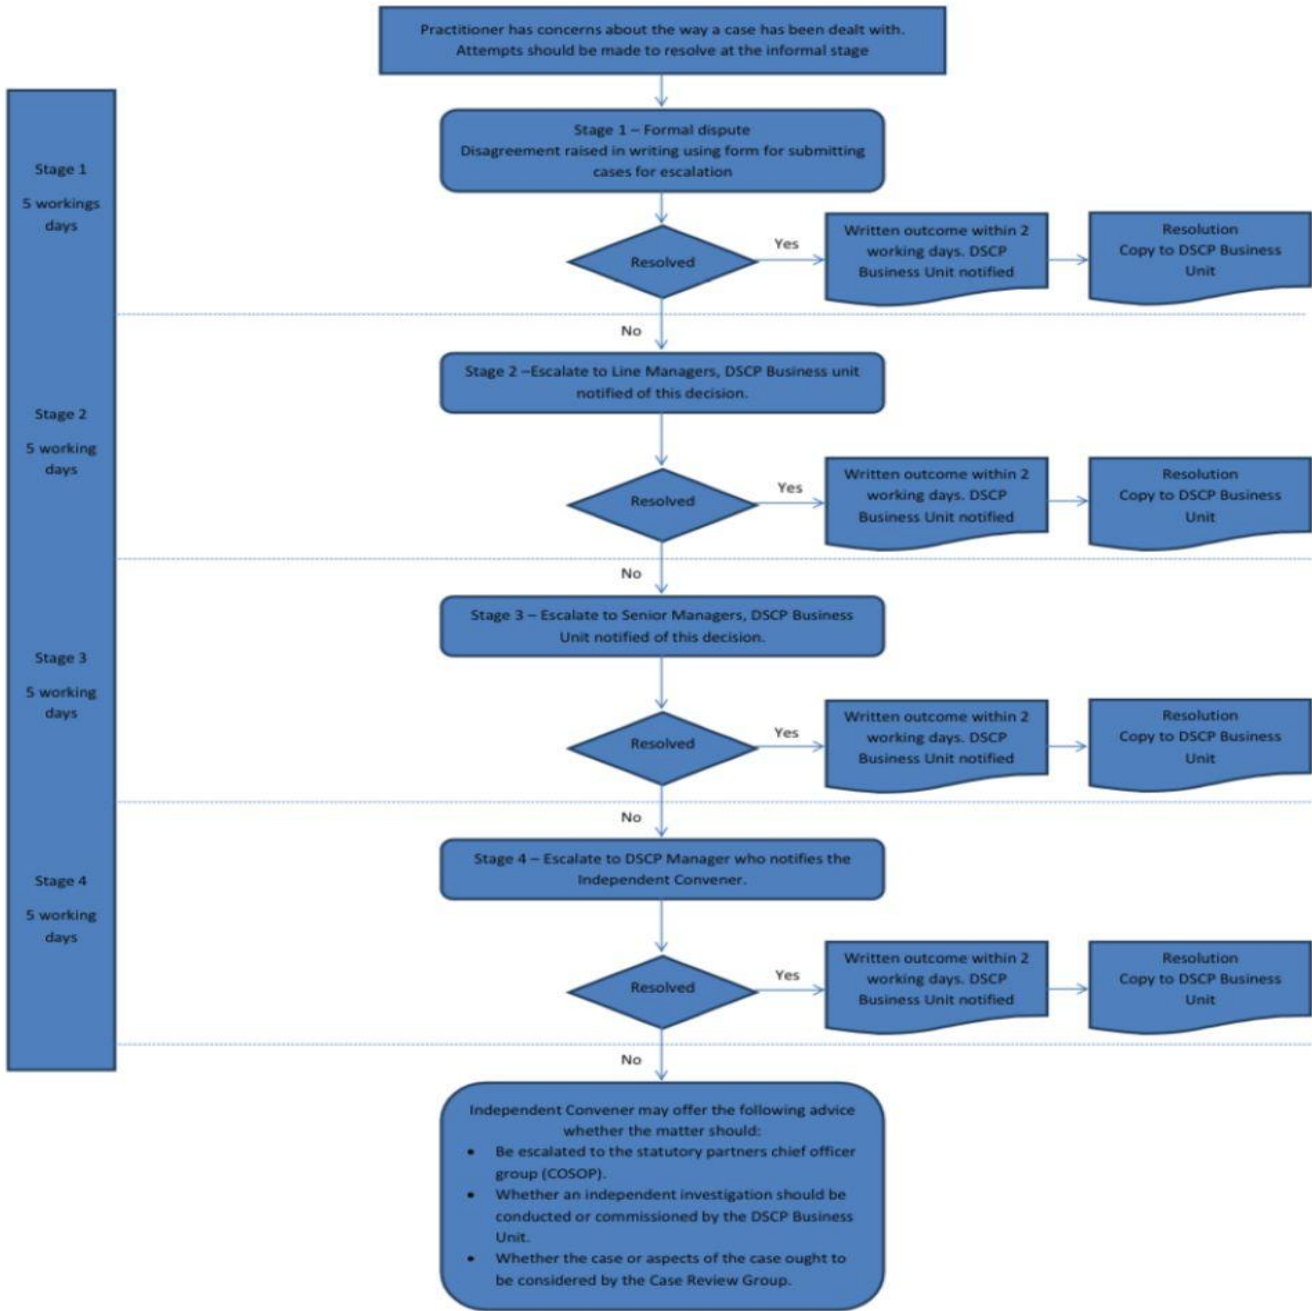 Practitioner has concerns about the way a case has been dealt with.
Attempts should be made to resolve at the informal stage
Stage 1
5 workings
days
Stage 1 – Formal dispute
Disagreement raised in writing using form for submitting
cases for escalation
Resolved
Yes
Written outcome within 2
working days. DSCP
Business Unit notified
Resolution
Copy to DSCP Business
Unit
No
Stage 2
5 working
days
Stage 2 –Escalate to Line Managers, DSCP Business unit
notified of this decision.
Resolved
Yes
Written outcome within 2
working days. DSCP
Business Unit notified
Resolution
Copy to DSCP Business
Unit
No
Stage 3
5 working
days
Stage 3 – Escalate to Senior Managers, DSCP Business
Unit notified of this decision.
Resolved
Yes
Written outcome within 2
working days. DSCP
Business Unit notified
Resolution
Copy to DSCP Business
Unit
No
Stage 4
5 working
days
Stage 4 – Escalate to DSCP Manager who notifies the
Independent Convener.
Resolved
Yes
Written outcome within 2
working days. DSCP
Business Unit notified
Resolution
Copy to DSCP Business
Unit
No
Independent Convener may offer the following advice
whether the matter should:
• Be escalated to the statutory partners chief officer
group (COSOP).
• Whether an independent investigation should be
conducted or commissioned by the DSCP Business
Unit.
• Whether the case or aspects of the case ought to
be considered by the Case Review Group.